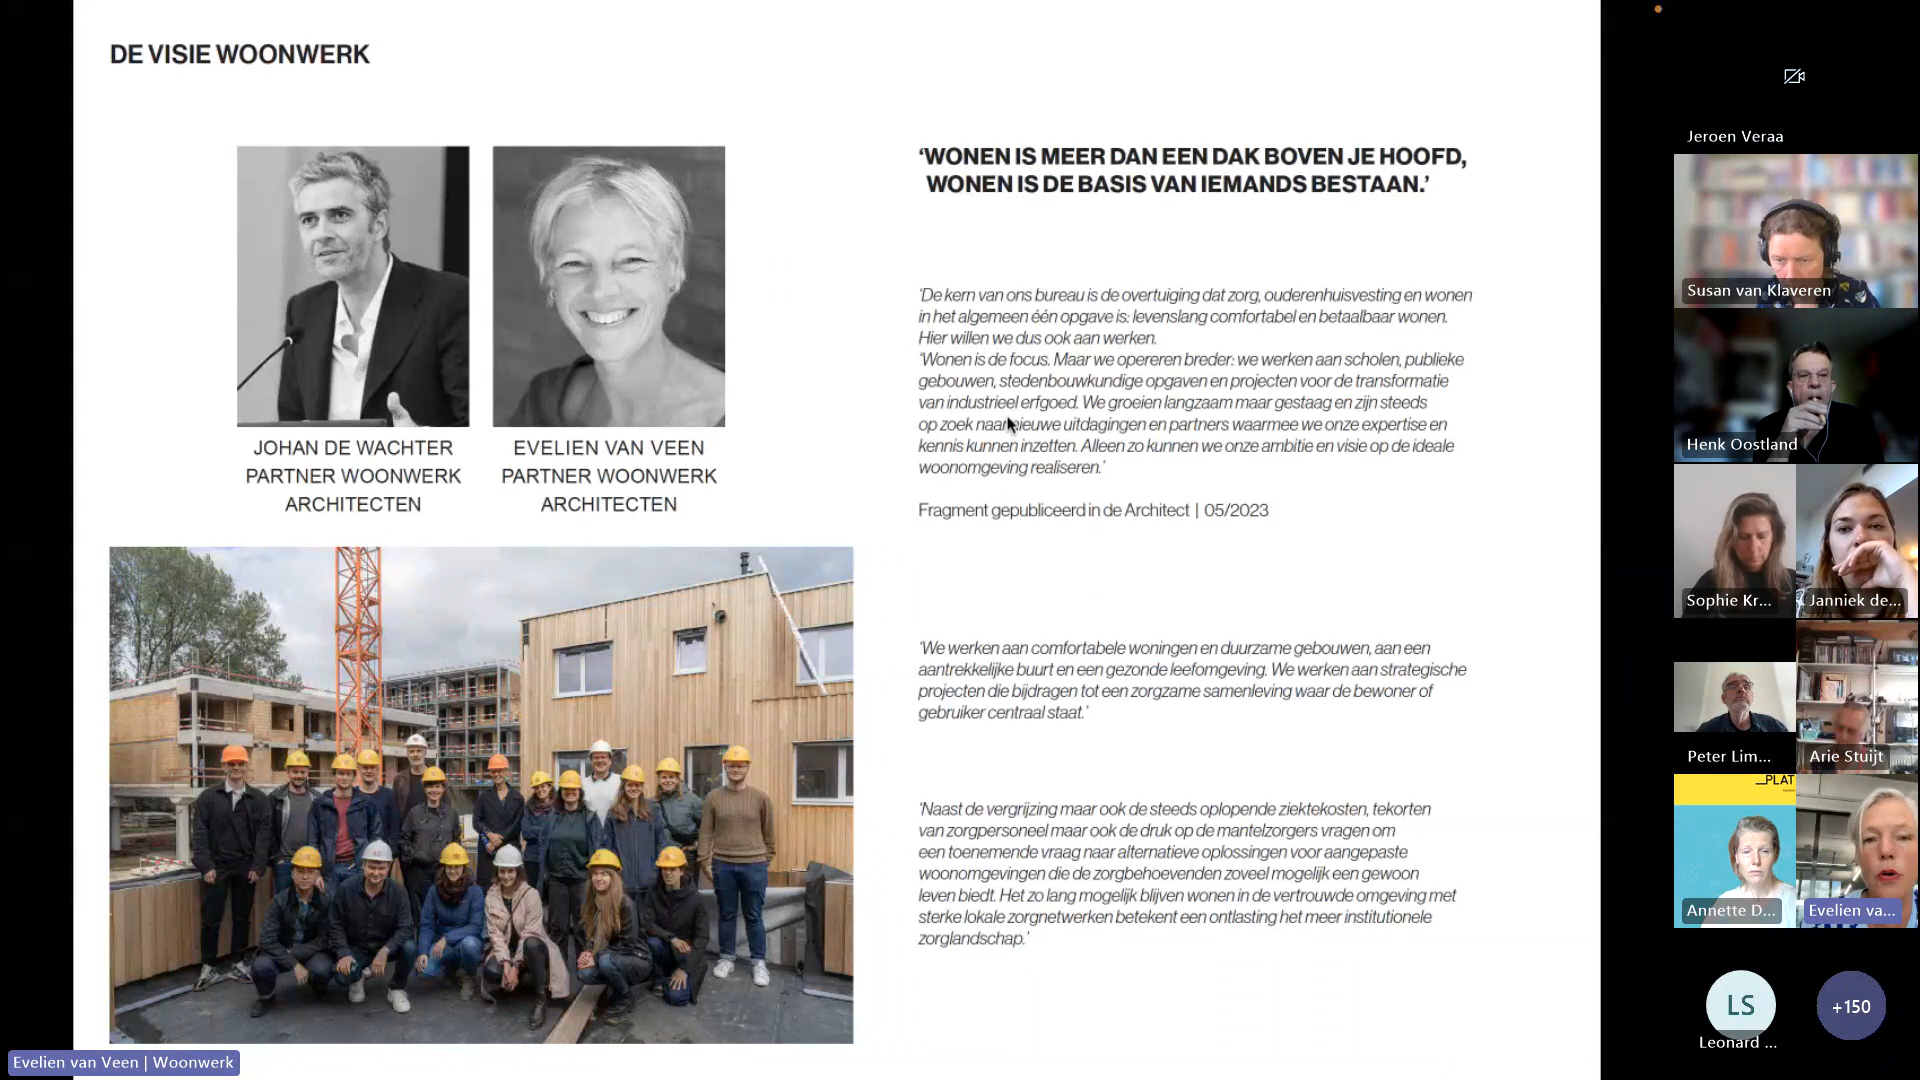 DE VISIE WOONWERK
JOHAN DE WACHTER
PARTNER WOONWERK
ARCHITECTEN
EVELIEN VAN VEEN
PARTNER WOONWERK
ARCHITECTEN
‘WONEN IS MEER DAN EEN DAK BOVEN JE HOOFD,
WONEN IS DE BASIS VAN IEMANDS BESTAAN.’
‘De kern van ons bureau is de overtuiging dat zorg, ouderenhuisvesting en wonen
in het algemeen één opgave is: levenslang comfortabel en betaalbaar wonen.
Hier willen we dus ook aan werken.
‘Wonen is de focus. Maar we opereren breder: we werken aan scholen, publieke
gebouwen, stedenbouwkundige opgaven en projecten voor de transformatie
van industrieel erfgoed. We groeien langzaam maar gestaag en zijn steeds
op zoek naar nieuwe uitdagingen en partners waarmee we onze expertise en
kennis kunnen inzetten. Alleen zo kunnen we onze ambitie en visie op de ideale
woonomgeving realiseren.’
Fragment gepubliceerd in de Architect | 05/2023
‘We werken aan comfortabele woningen en duurzame gebouwen, aan een
aantrekkelijke buurt en een gezonde leefomgeving. We werken aan strategische
projecten die bijdragen tot een zorgzame samenleving waar de bewoner of
gebruiker centraal staat.’
‘Naast de vergrijzing maar ook de steeds oplopende ziektekosten, tekorten
van zorgpersoneel maar ook de druk op de mantelzorgers vragen om
een toenemende vraag naar alternatieve oplossingen voor aangepaste
woonomgevingen die de zorgbehoevenden zoveel mogelijk een gewoon
leven biedt. Het zo lang mogelijk blijven wonen in de vertrouwde omgeving met
sterke lokale zorgnetwerken betekent een ontlasting het meer institutionele
zorglandschap.’
Evelien van Veen | Woonwerk
Jeroen Veraa
Susan van Klaveren
Henk Oostland
Sophie Kr...
Janniek de...
Peter Lim...
Arie Stuijt
_PLAT
Annette D...
Evelien va...
LS
Leonard ...
+150